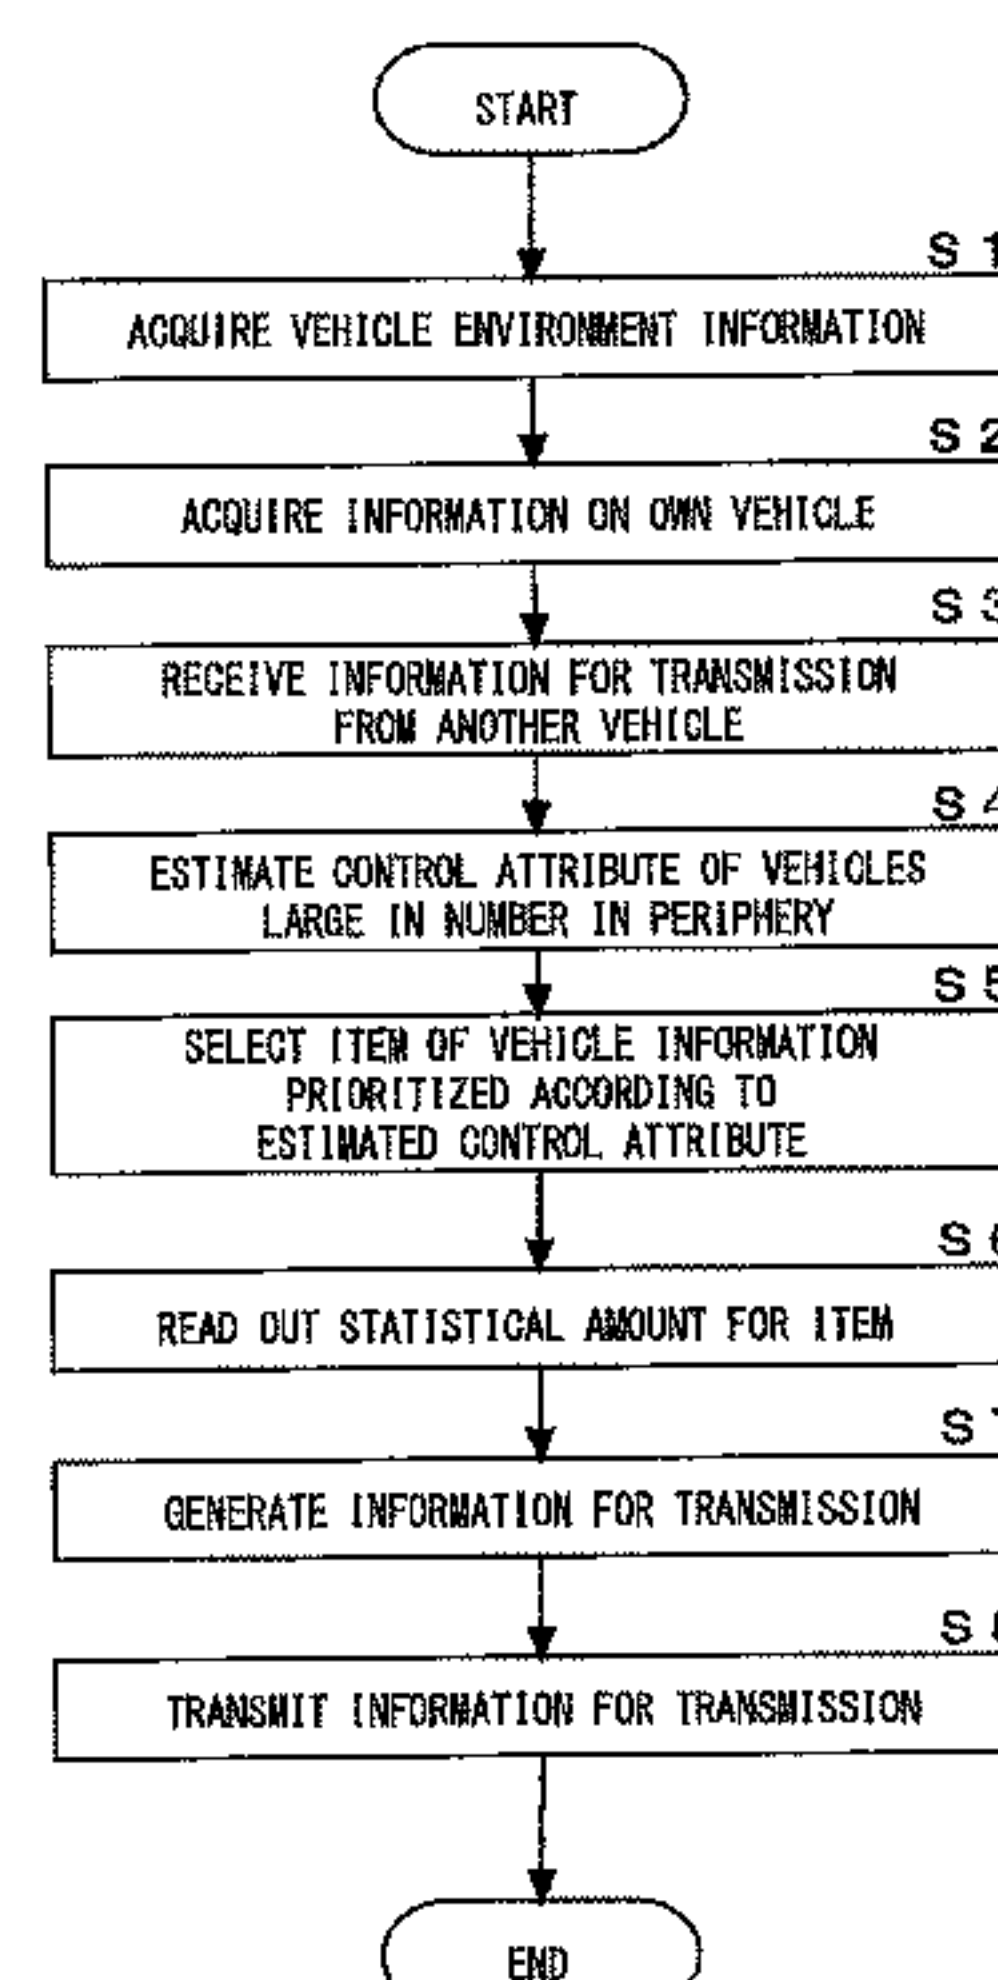 START
S 1
ACQUIRE VEHICLE ENVIRONMENT INFORMATION
S 2
ACQUIRE INFORMATION ON OWN VEHICLE
S 3
RECEIVE INFORMATION FOR TRANSMISSION
FROM ANOTHER VEHICLE
S 4
ESTIMATE CONTROL ATTRIBUTE OF VEHICLES
LARGE IN NUMBER IN PERIPHERY
S 5
SELECT ITEM OF VEHICLE INFORMATION
PRIORITIZED ACCORDING TO
ESTIMATED CONTROL ATTRIBUTE
S 6
READ OUT STATISTICAL AMOUNT FOR ITEM
S 7
GENERATE INFORMATION FOR TRANSMISSION
S 8
TRANSMIT INFORMATION FOR TRANSMISSION
END